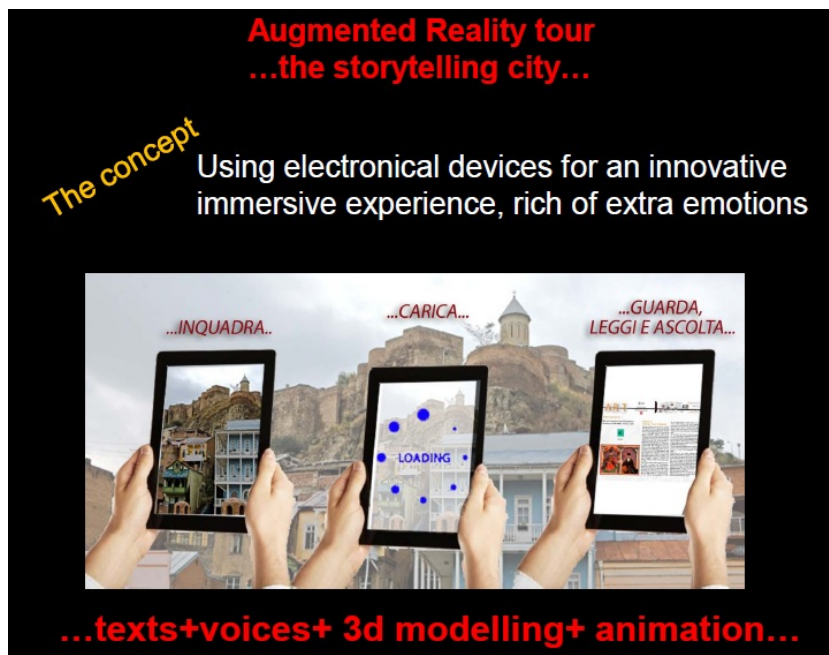 Augmented Reality tour
…the storytelling city…
The concept
Using electronical devices for an innovative
immersive experience, rich of extra emotions
...INQUADRA..
...CARICA...
...GUARDA,
LEGGI E ASCOLTA...
LOADING
…texts+voices+ 3d modelling+ animation…